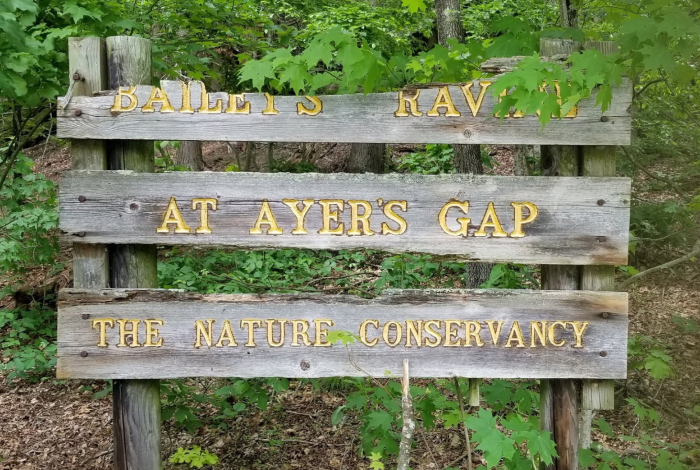 BAILEY'S RAVINE
AT AYER'S GAP
THE NATURE CONSERVANCY